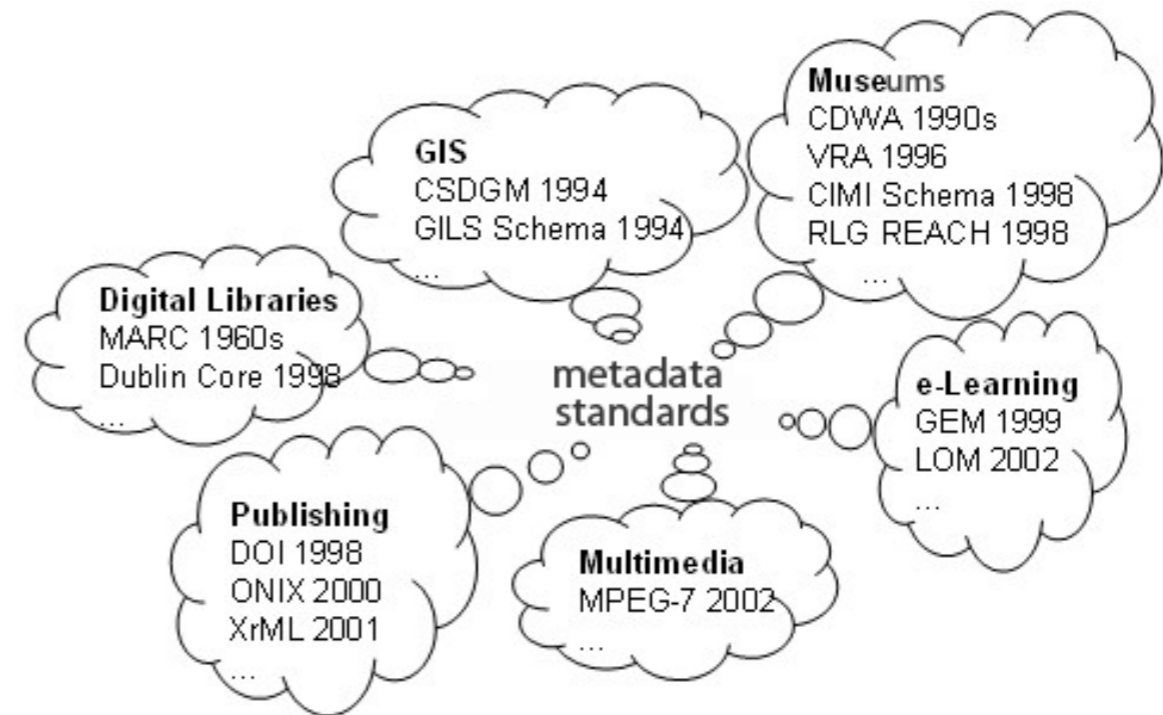 Museums
CDWA 1990s
VRA 1996
CIMI Schema 1998
RLG REACH 1998
...
GIS
CSDGM 1994
GILS Schema 1994
...
Digital Libraries
MARC 1960s
Dublin Core 1998
...
metadata
standards
e-Learning
GEM 1999
LOM 2002
...
Publishing
DOI 1998
ONIX 2000
XrML 2001
...
Multimedia
MPEG-7 2002
...